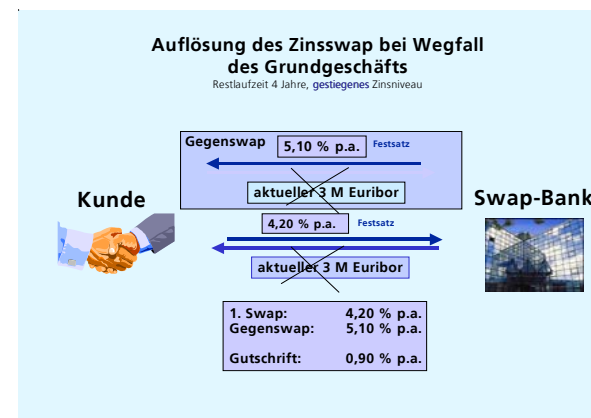 Auflösung des Zinsswap bei Wegfall
des Grundgeschäfts
Restlaufzeit 4 Jahre, gestiegenes Zinsniveau
Gegenswap
5,10 % p.a.
Festsatz
aktueller 3 M Euribor
Kunde
Swap-Bank
4,20 % p.a.
Festsatz
aktueller 3 M Euribor
1. Swap: 4,20 % p.a.
Gegenswap: 5,10 % p.a.
Gutschrift: 0,90 % p.a.